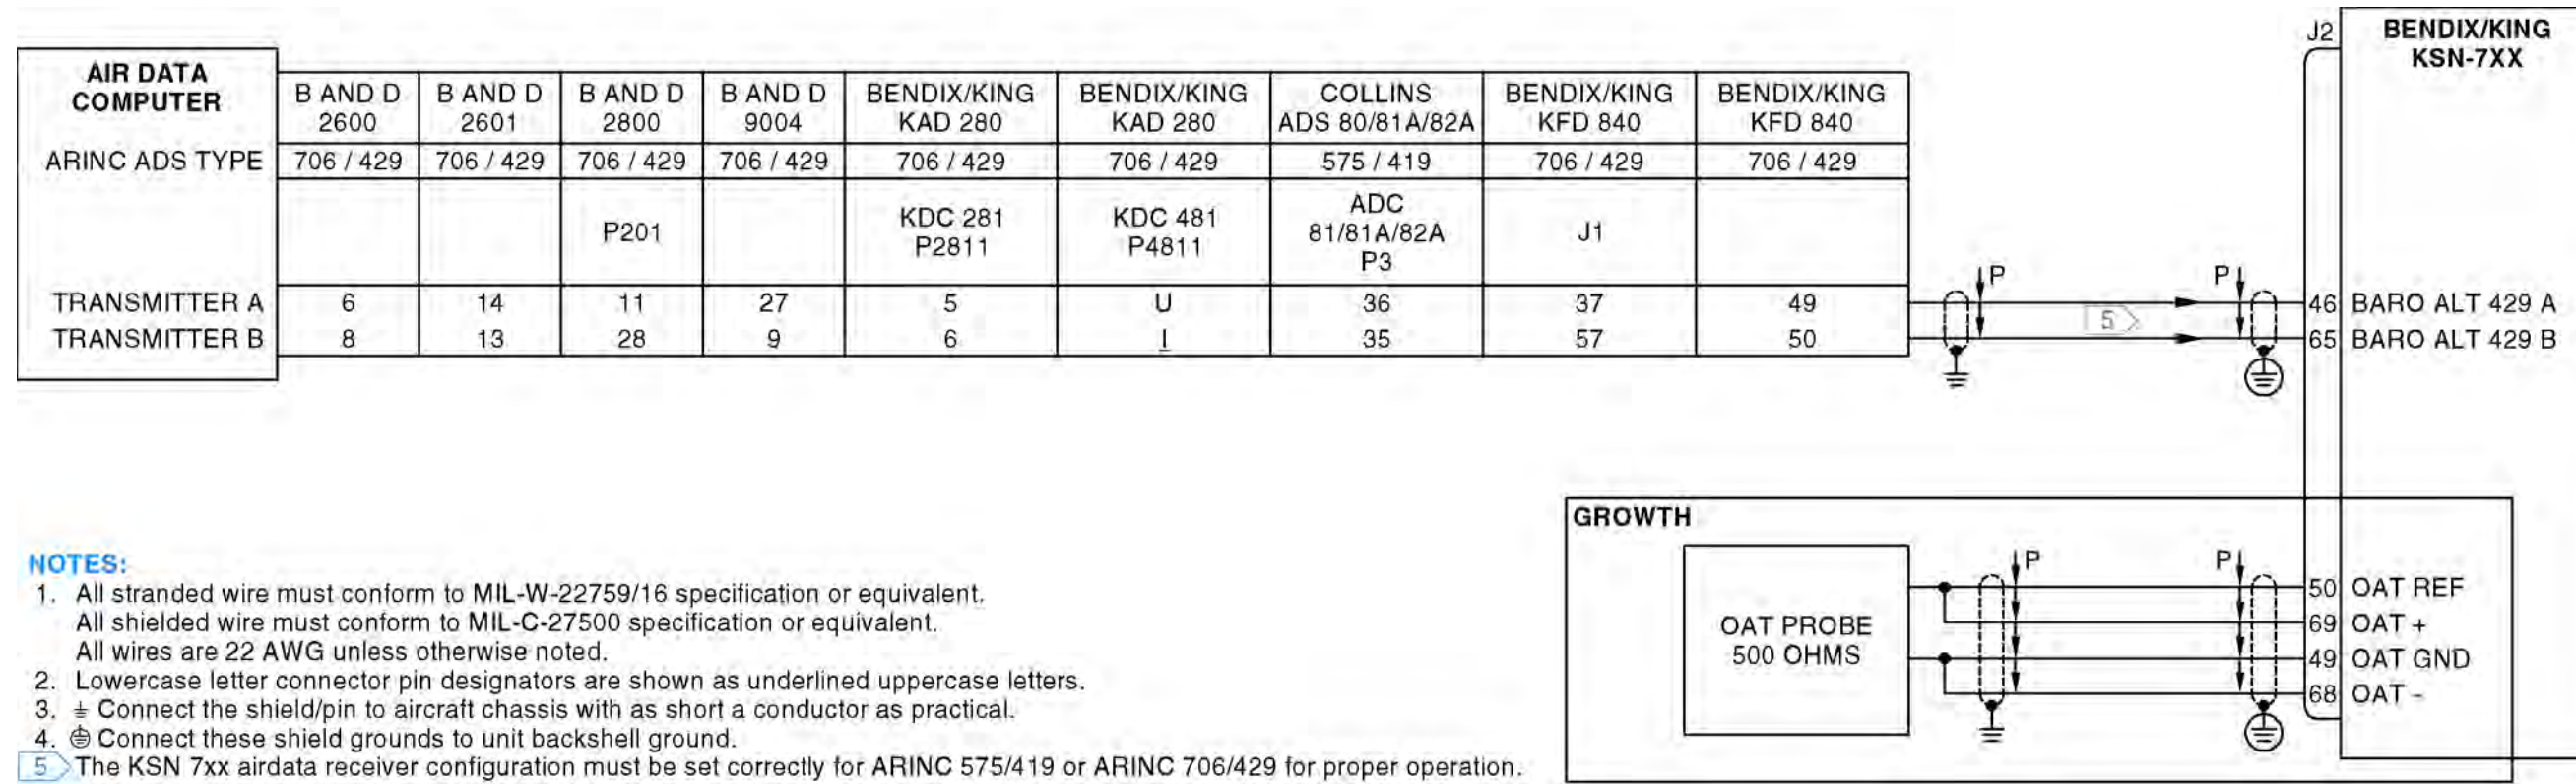 J2
BENDIX/KING
KSN-7XX
AIR DATA
COMPUTER
B AND D
2600
B AND D
2601
B AND D
2800
B AND D
9004
BENDIX/KING
KAD 280
BENDIX/KING
KAD 280
COLLINS
ADS 80/81A/82A
BENDIX/KING
KFD 840
BENDIX/KING
KFD 840
ARINC ADS TYPE 706 / 429 706 / 429 706 / 429 706 / 429 706 / 429 706 / 429 575 / 419 706 / 429 706 / 429
P201
KDC 281
P2811
KDC 481
P4811
ADC
81/81A/82A
P3
J1
P P
TRANSMITTER A 6 14 11 27 5 U 36 37 49 46 BARO ALT 429 A
5
TRANSMITTER B 8 13 28 9 6 I 35 57 50 65 BARO ALT 429 B
GROWTH
OAT PROBE
500 OHMS
P P
50 OAT REF
69 OAT +
49 OAT GND
68 OAT -
NOTES:
1. All stranded wire must conform to MIL-W-22759/16 specification or equivalent.
All shielded wire must conform to MIL-C-27500 specification or equivalent.
All wires are 22 AWG unless otherwise noted.
2. Lowercase letter connector pin designators are shown as underlined uppercase letters.
3. ⏚ Connect the shield/pin to aircraft chassis with as short a conductor as practical.
4. Connect these shield grounds to unit backshell ground.
5 The KSN 7xx airdata receiver configuration must be set correctly for ARINC 575/419 or ARINC 706/429 for proper operation.